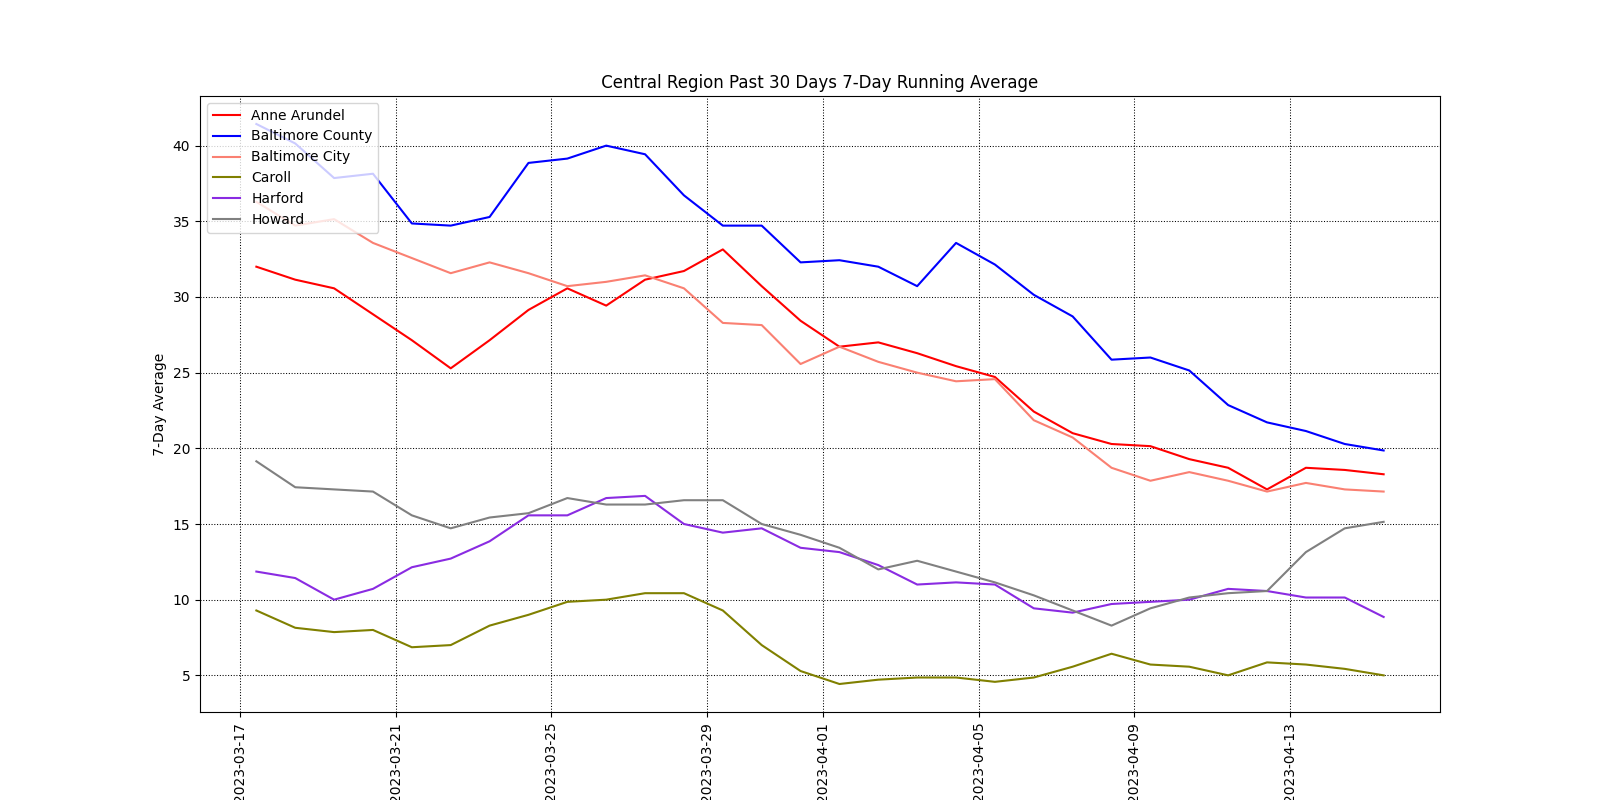 Central Region Past 30 Days 7-Day Running Average
Anne Arundel
Baltimore County
Baltimore City
Caroll
Harford
Howard
7-Day Average
40
35
30
25
20
15
10
5
2023-03-17
2023-03-21
2023-03-25
2023-03-29
2023-04-01
2023-04-05
2023-04-09
2023-04-13